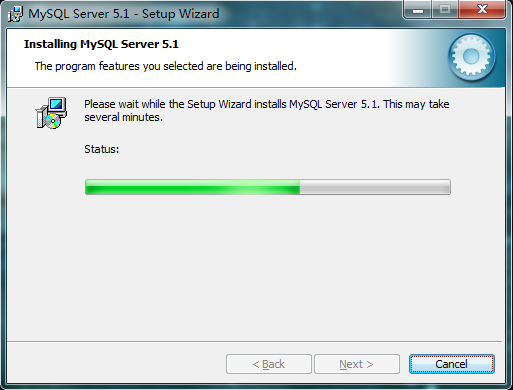 MySQL Server 5.1 - Setup Wizard
Installing MySQL Server 5.1
The program features you selected are being installed.
Please wait while the Setup Wizard installs MySQL Server 5.1. This may take
several minutes.
Status:
< Back
Next >
Cancel